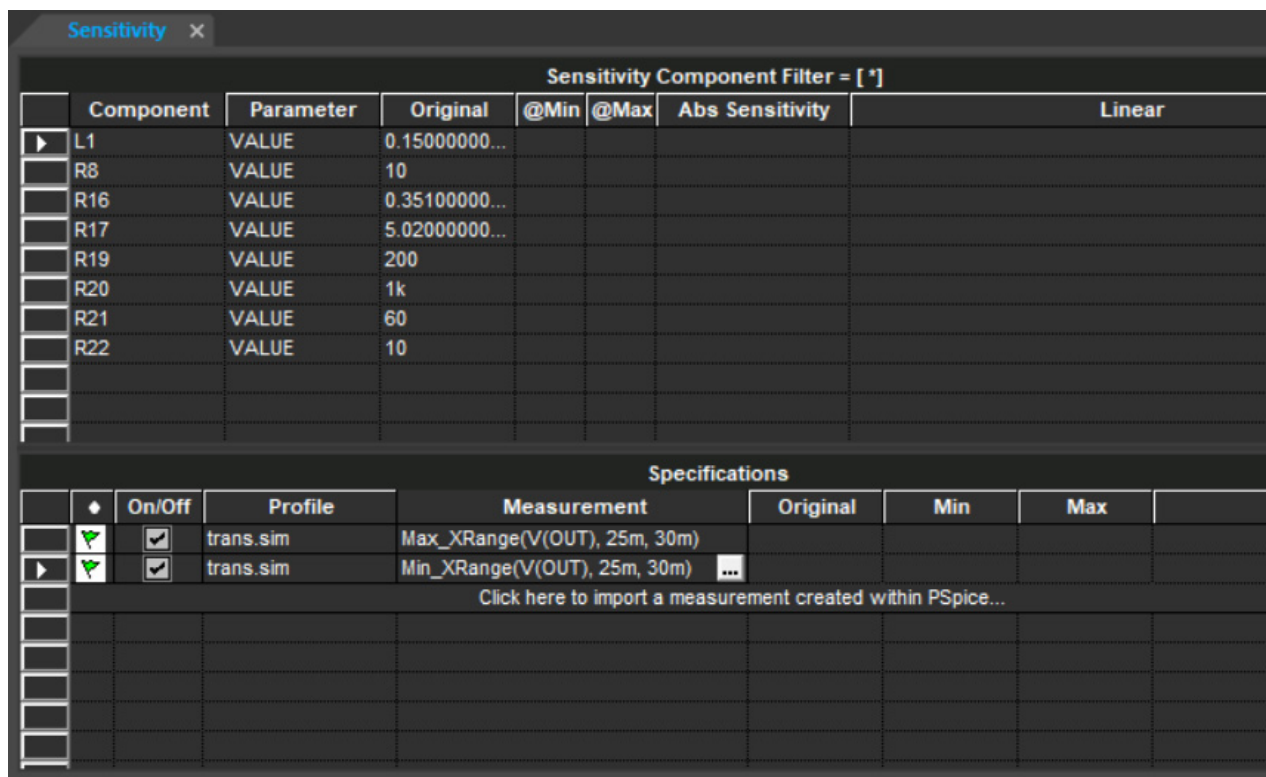 Sensitivity ×
Sensitivity Component Filter = [ *]
Component Parameter Original @Min @Max Abs Sensitivity Linear
L1 VALUE 0.15000000...
R8 VALUE 10
R16 VALUE 0.35100000...
R17 VALUE 5.02000000...
R19 VALUE 200
R20 VALUE 1k
R21 VALUE 60
R22 VALUE 10
Specifications
On/Off Profile Measurement Original Min Max
trans.sim Max_XRange(V(OUT), 25m, 30m)
trans.sim Min_XRange(V(OUT), 25m, 30m) ...
Click here to import a measurement created within PSpice...